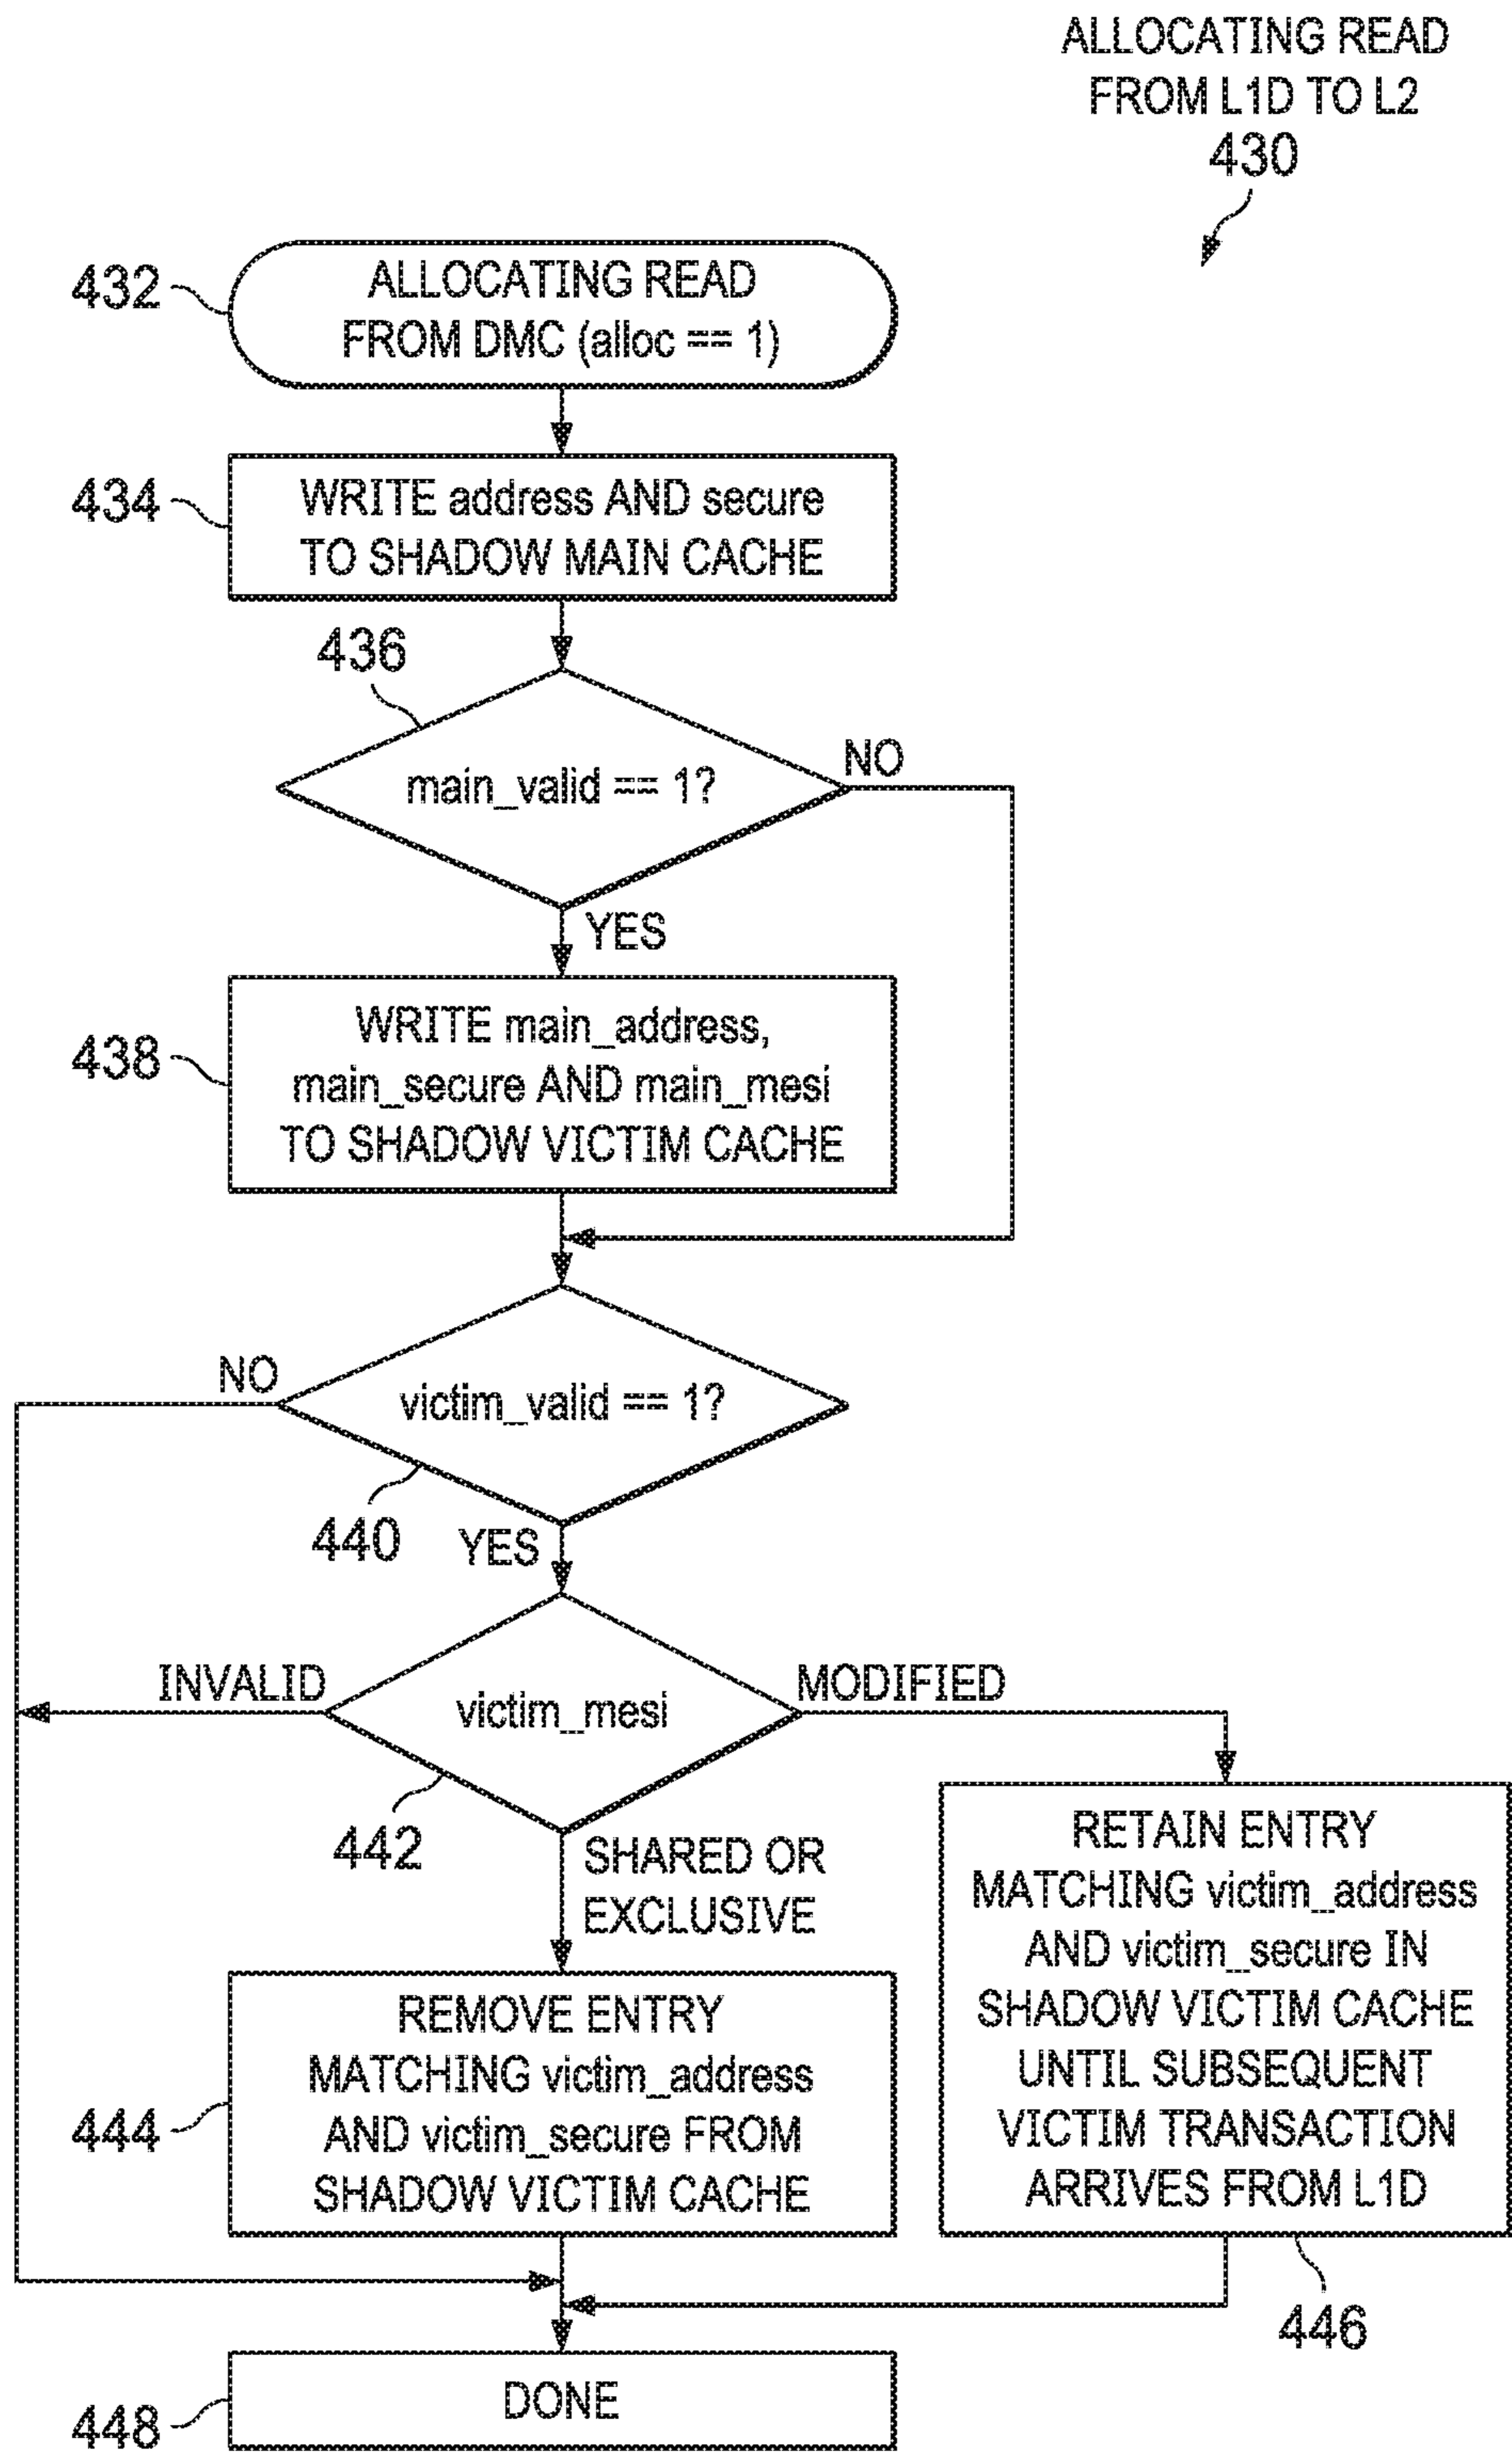 ALLOCATING READ
FROM L1D TO L2
430
432
ALLOCATING READ
FROM DMC (alloc == 1)
434
WRITE address AND secure
TO SHADOW MAIN CACHE
436
main_valid == 1?
NO
YES
438
WRITE main_address,
main_secure AND main_mesi
TO SHADOW VICTIM CACHE
NO
victim_valid == 1?
440
YES
INVALID
victim_mesi
MODIFIED
442
SHARED OR
EXCLUSIVE
RETAIN ENTRY
MATCHING victim_address
AND victim_secure IN
SHADOW VICTIM CACHE
UNTIL SUBSEQUENT
VICTIM TRANSACTION
ARRIVES FROM L1D
444
REMOVE ENTRY
MATCHING victim_address
AND victim_secure FROM
SHADOW VICTIM CACHE
446
448
DONE